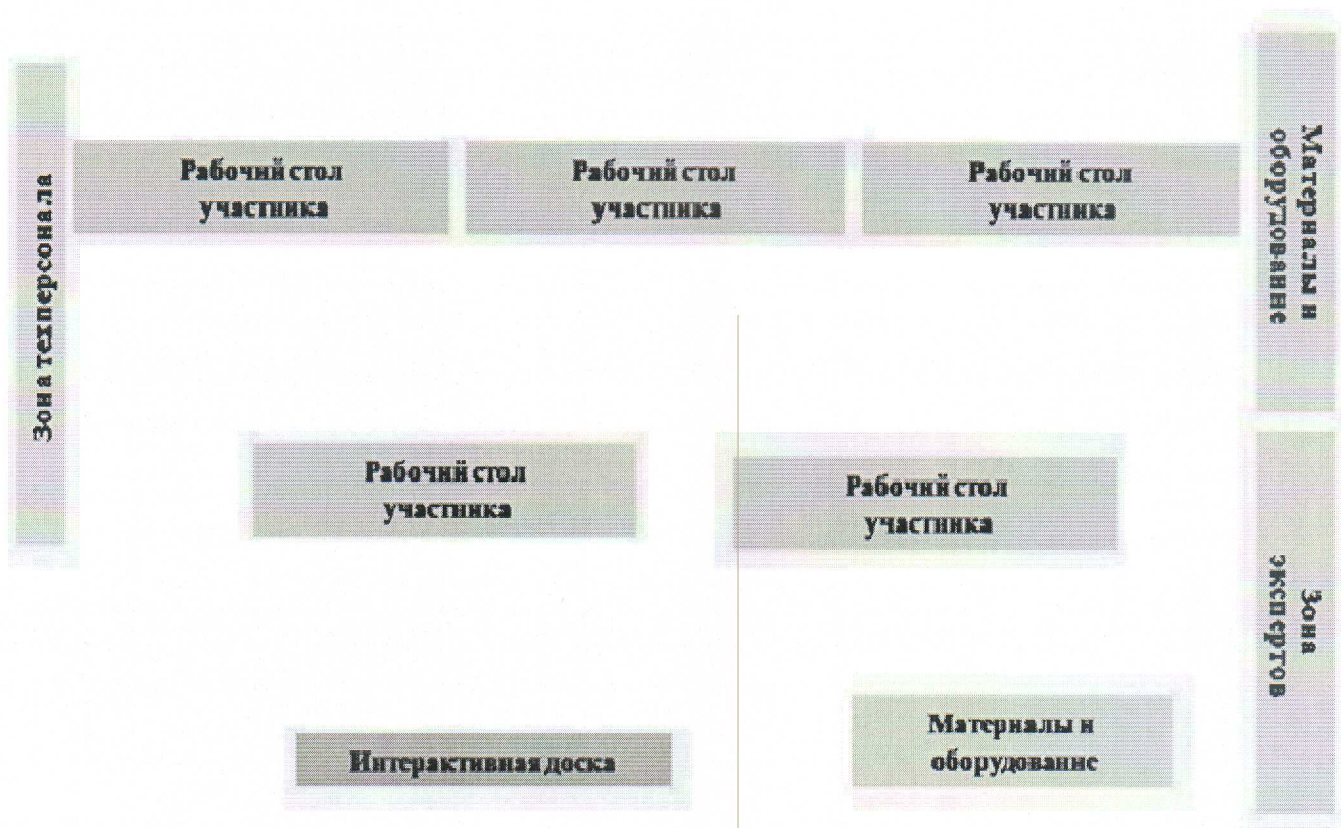 Зона техперсонала
Рабочий стол
участника
Рабочий стол
участника
Рабочий стол
участника
Материалы и
оборудование
Рабочий стол
участника
Рабочий стол
участника
Зона
экспертов
Интерактивная доска
Материалы и
оборудование